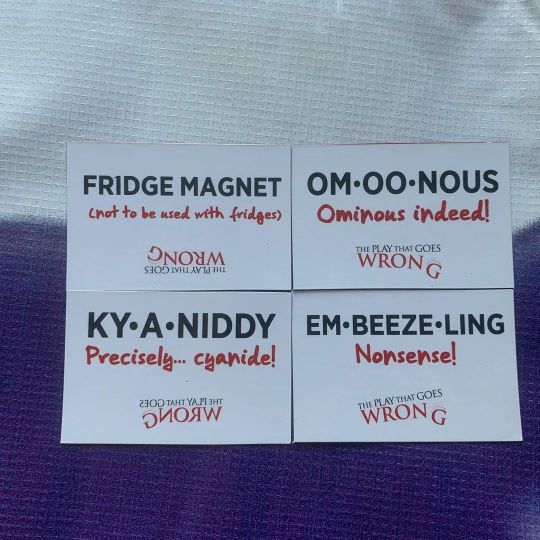 FRIDGE MAGNET
(not to be used with fridges)
THE PLAY THAT GOES
WRONG
OM•OO•NOUS
Ominous indeed!
THE PLAY THAT GOES
WRONG
KY•A•NIDDY
Precisely... cyanide!
THE PLAY THAT GOES
WRONG
EM•BEEZE•LING
Nonsense!
THE PLAY THAT GOES
WRONG